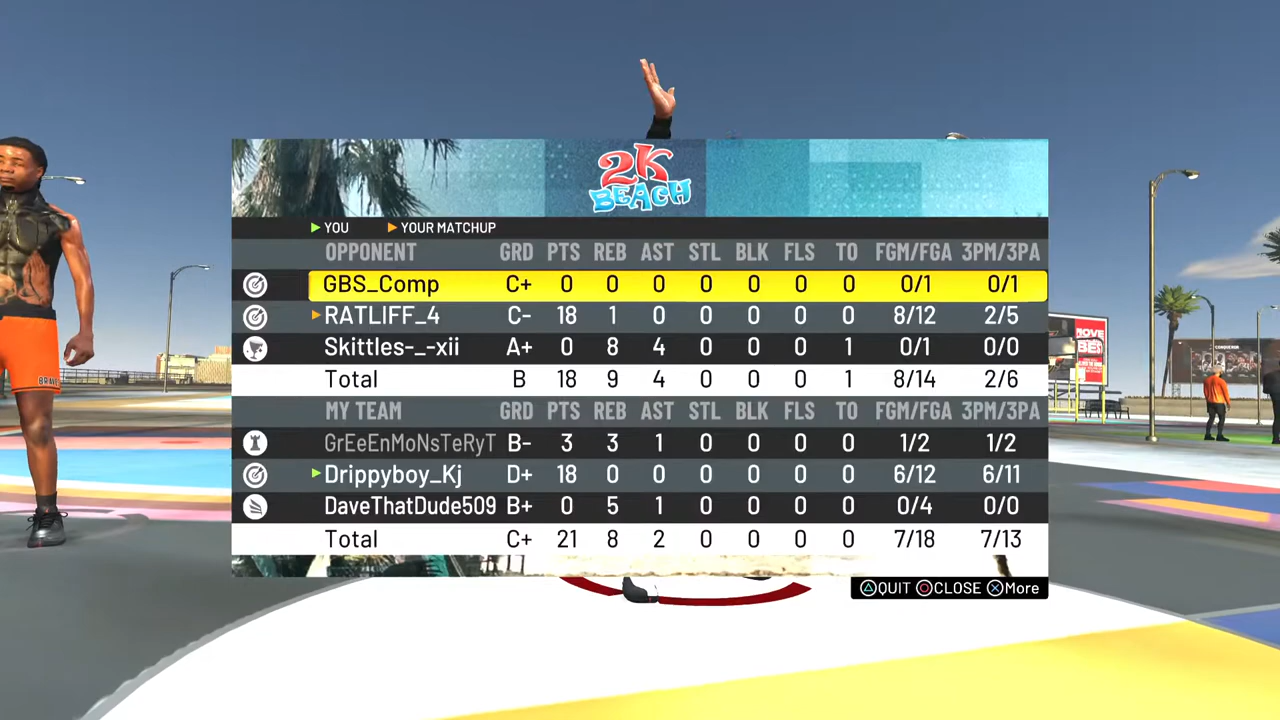 2K
BEACH
YOU YOUR MATCHUP
OPPONENT GRD PTS REB AST STL BLK FLS TO FGM/FGA 3PM/3PA
GBS_Comp C+ 0 0 0 0 0 0 0 0/1 0/1
RATLIFF_4 C- 18 1 0 0 0 0 0 8/12 2/5
Skittles-_-xii A+ 0 8 4 0 0 0 1 0/1 0/0
Total B 18 9 4 0 0 0 1 8/14 2/6
MY TEAM GRD PTS REB AST STL BLK FLS TO FGM/FGA 3PM/3PA
GrEeEnMoNsTeRyT B- 3 3 1 0 0 0 0 1/2 1/2
Drippyboy_Kj D+ 18 0 0 0 0 0 0 6/12 6/11
DaveThatDude509 B+ 0 5 1 0 0 0 0 0/4 0/0
Total C+ 21 8 2 0 0 0 0 7/18 7/13
QUIT CLOSE More
MOVE
CONQUEROR